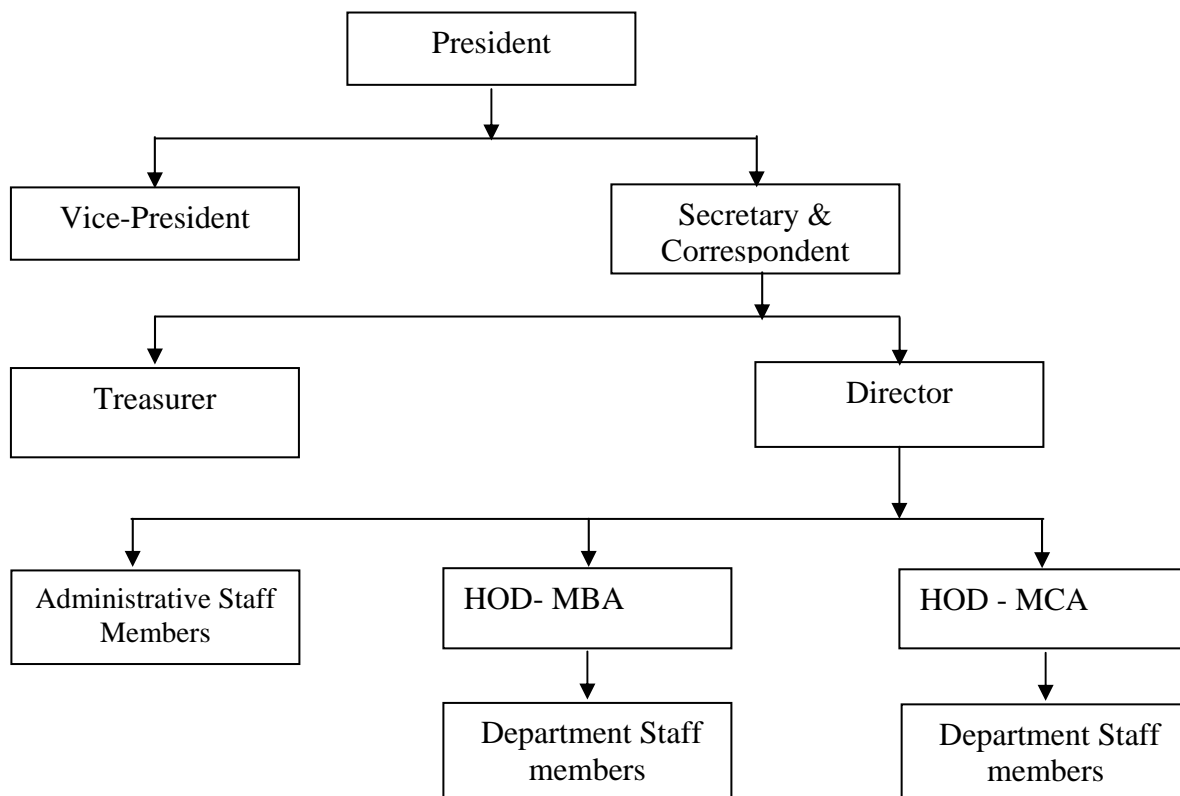 President
Vice-President
Secretary &
Correspondent
Treasurer
Director
Administrative Staff
Members
HOD- MBA
HOD - MCA
Department Staff
members
Department Staff
members